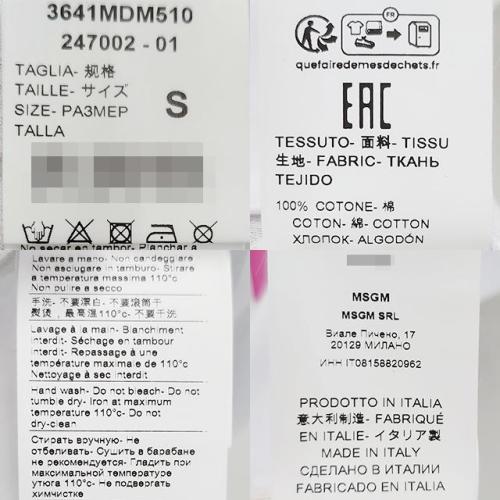 3641MDM510
247002 - 01
TAGLIA- 规格
TAILLE- サイズ
SIZE- РАЗМЕР
TALLA
S
FR
quefairedemesdechets.fr
EAC
TESSUTO- 面料- TISSU
生地- FABRIC- ТКАНЬ
TEJIDO
100% COTONE- 棉
COTON- 綿- COTTON
ХЛОПОК- ALGODÓN
Lavare a mano- Non candeggiare
Non asciugare in tamburo- Stirare
a temperatura massima 110°c
Non pulire a secco
手洗- 不要漂白- 不要滚筒干
熨烫，最高温110°c- 不要干洗
Lavage à la main- Blanchiment
interdit- Séchage en tambour
interdit- Repassage à une
température maximale de 110°c
Nettoyage à sec interdit
Hand wash- Do not bleach- Do not
tumble dry- Iron at maximum
temperature 110°c- Do not
dry-clean
Стирать вручную- Не
отбеливать- Сушить в барабане
не рекомендуется- Гладить при
максимальной температуре
утюга 110°c- Не подвергать
химчистке
MSGM
MSGM SRL
Виале Пичено, 17
20129 МИЛАНО
ИНН IT08158820962
PRODOTTO IN ITALIA
意大利制造- FABRIQUÉ
EN ITALIE- イタリア製
MADE IN ITALY
СДЕЛАНО В ИТАЛИИ
FABRICADO EN ITALIA